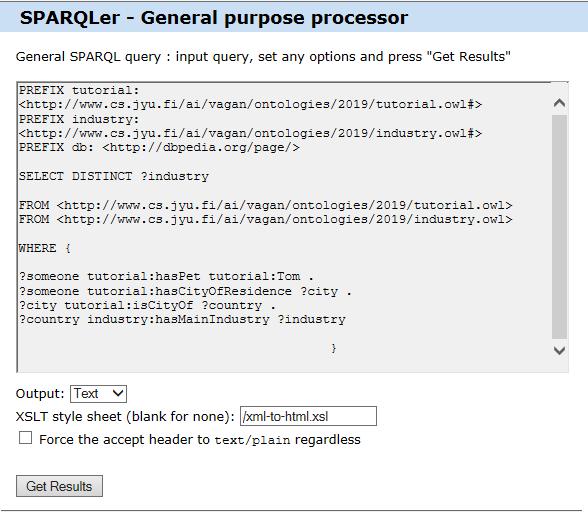 SPARQLer - General purpose processor
General SPARQL query : input query, set any options and press "Get Results"
PREFIX tutorial:
<http://www.cs.jyu.fi/ai/vagan/ontologies/2019/tutorial.owl#>
PREFIX industry:
<http://www.cs.jyu.fi/ai/vagan/ontologies/2019/industry.owl#>
PREFIX db: <http://dbpedia.org/page/>
SELECT DISTINCT ?industry
FROM <http://www.cs.jyu.fi/ai/vagan/ontologies/2019/tutorial.owl>
FROM <http://www.cs.jyu.fi/ai/vagan/ontologies/2019/industry.owl>
WHERE {
?someone tutorial:hasPet tutorial:Tom .
?someone tutorial:hasCityOfResidence ?city .
?city tutorial:isCityOf ?country .
?country industry:hasMainIndustry ?industry
}
Output: Text
XSLT style sheet (blank for none): /xml-to-html.xsl
Force the accept header to text/plain regardless
Get Results